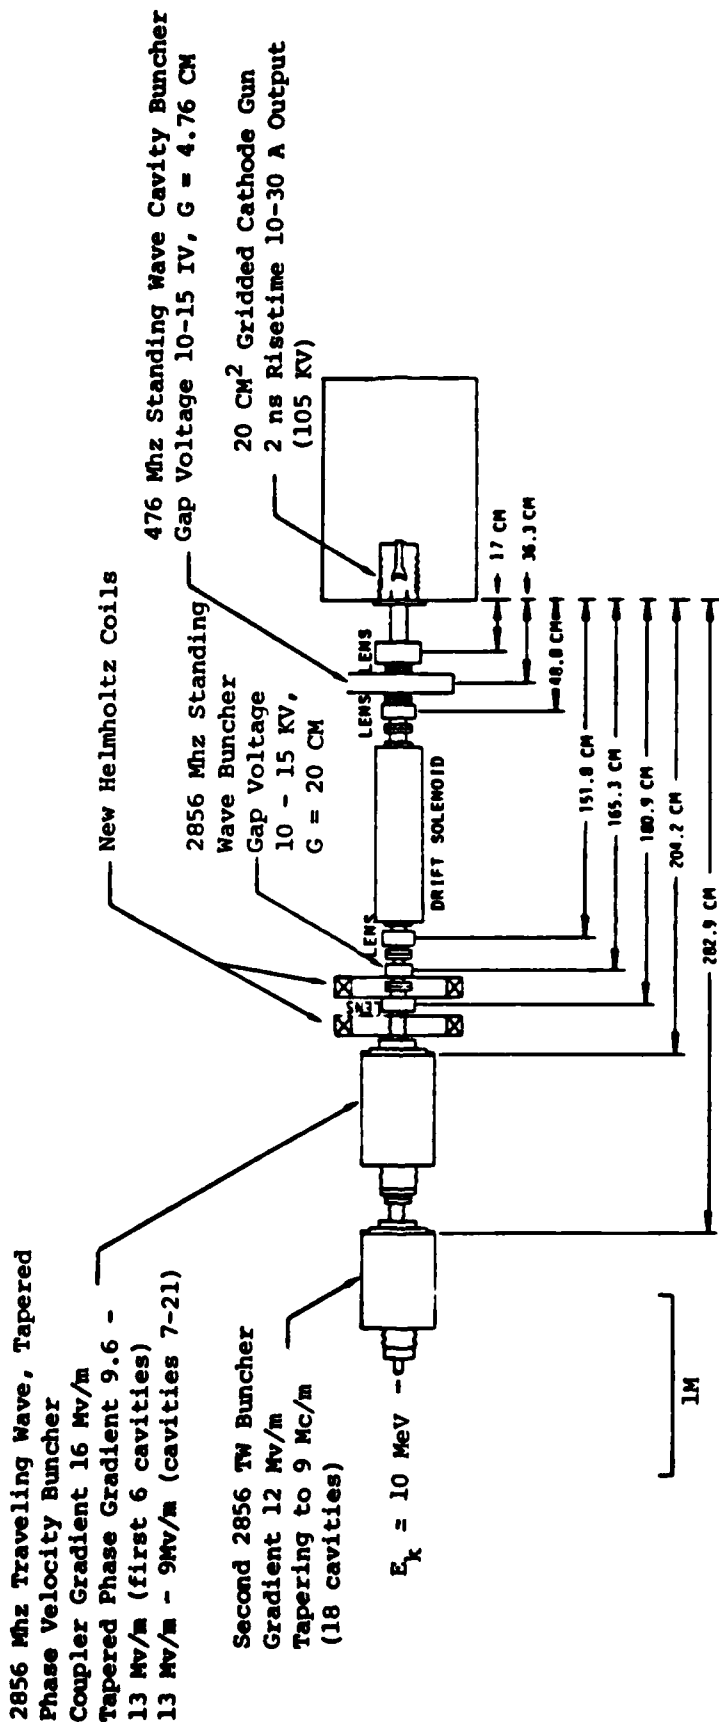 2856 Mhz Traveling Wave, Tapered
Phase Velocity Buncher
Coupler Gradient 16 Mv/m
Tapered Phase Gradient 9.6 -
13 Mv/m (first 6 cavities)
13 Mv/m - 9Mv/m (cavities 7-21)
Second 2856 TW Buncher
Gradient 12 Mv/m
Tapering to 9 Mc/m
(18 cavities)
E_k = 10 MeV
New Helmholtz Coils
2856 Mhz Standing
Wave Buncher
Gap Voltage
10 - 15 KV,
G = 20 CM
476 Mhz Standing Wave Cavity Buncher
Gap Voltage 10-15 IV, G = 4.76 CM
20 CM² Gridded Cathode Gun
2 ns Risetime 10-30 A Output
(105 KV)
LENS
LENS
DRIFT SOLENOID
LENS
LENS
17 CM
36.3 CM
48.8 CM
151.8 CM
165.3 CM
180.9 CM
204.2 CM
282.9 CM
1M